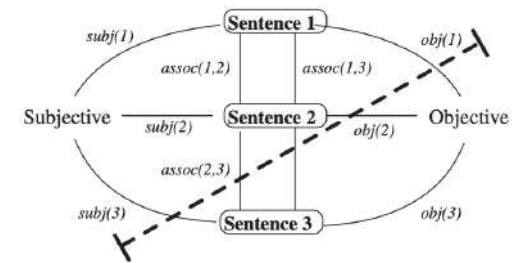 Sentence 1
subj(1)
obj(1)
assoc(1,2)
assoc(1,3)
Subjective
Sentence 2
Objective
subj(2)
obj(2)
assoc(2,3)
subj(3)
obj(3)
Sentence 3